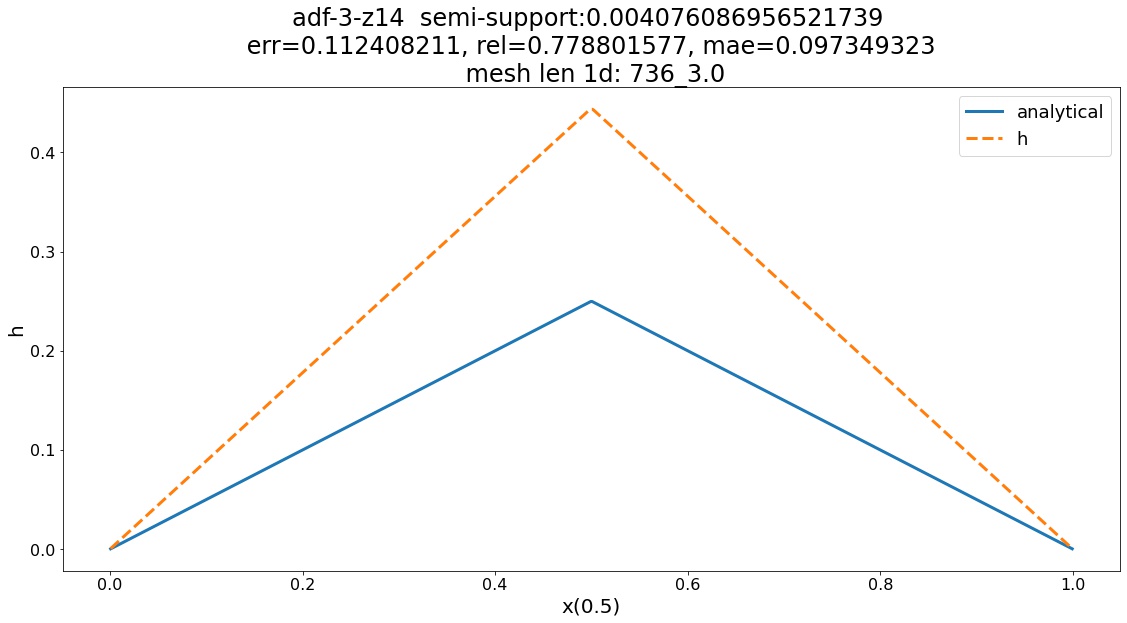 adf-3-z14  semi-support:0.004076086956521739
err=0.112408211, rel=0.778801577, mae=0.097349323
mesh len 1d: 736_3.0
analytical
h
0.4
0.3
0.2
0.1
0.0
h
0.0 0.2 0.4 0.6 0.8 1.0
x(0.5)